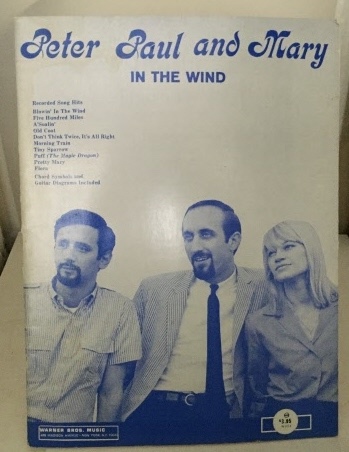 Peter Paul and Mary
IN THE WIND
Recorded Song Hits
Blowin' In The Wind
Five Hundred Miles
A'Soalin'
Old Coat
Don't Think Twice, It's All Right
Morning Train
Tiny Sparrow
Puff (The Magic Dragon)
Pretty Mary
Flora
Chord Symbols and
Guitar Diagrams Included
WARNER BROS. MUSIC